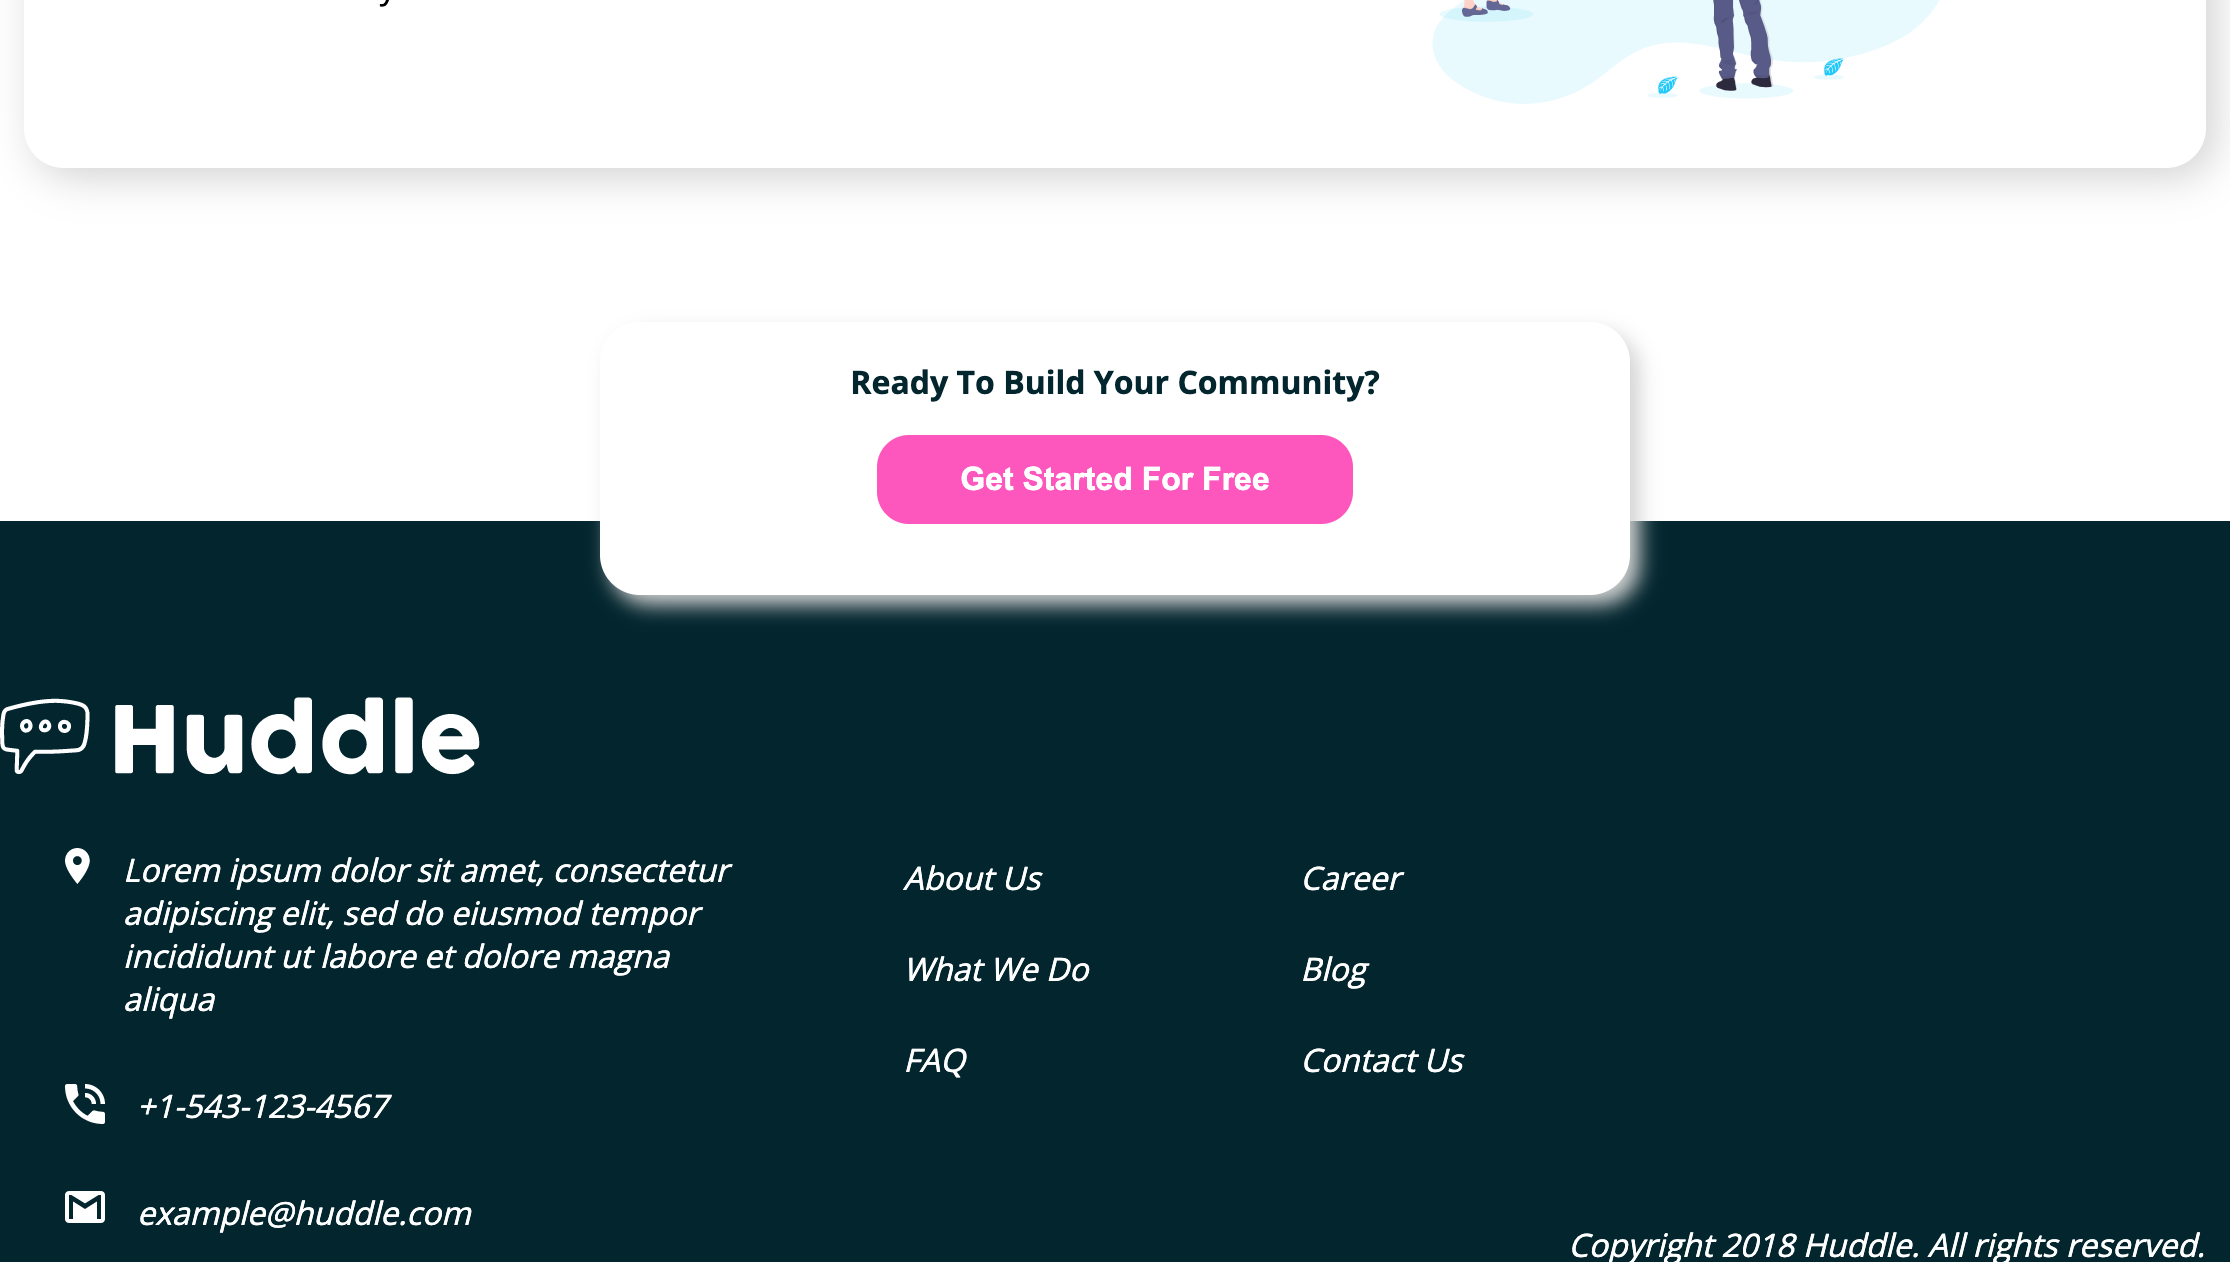 Ready To Build Your Community?
Get Started For Free
Huddle
Lorem ipsum dolor sit amet, consectetur
adipiscing elit, sed do eiusmod tempor
incididunt ut labore et dolore magna
aliqua
+1-543-123-4567
example@huddle.com
About Us
What We Do
FAQ
Career
Blog
Contact Us
Copyright 2018 Huddle. All rights reserved.